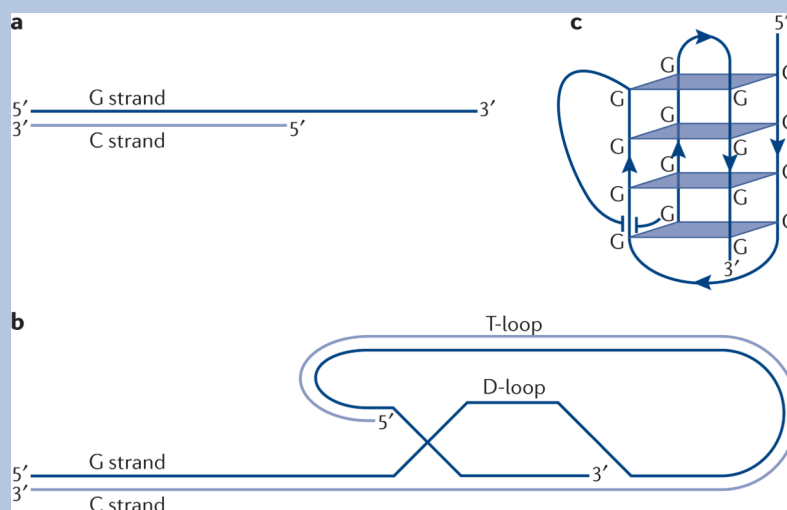 a
5′ G strand 3′
3′ C strand 5′
c
5′
G G
G G
G G
G G
G G
G G
G G
G G
3′
b
T-loop
D-loop
5′
5′ G strand 3′
3′ C strand